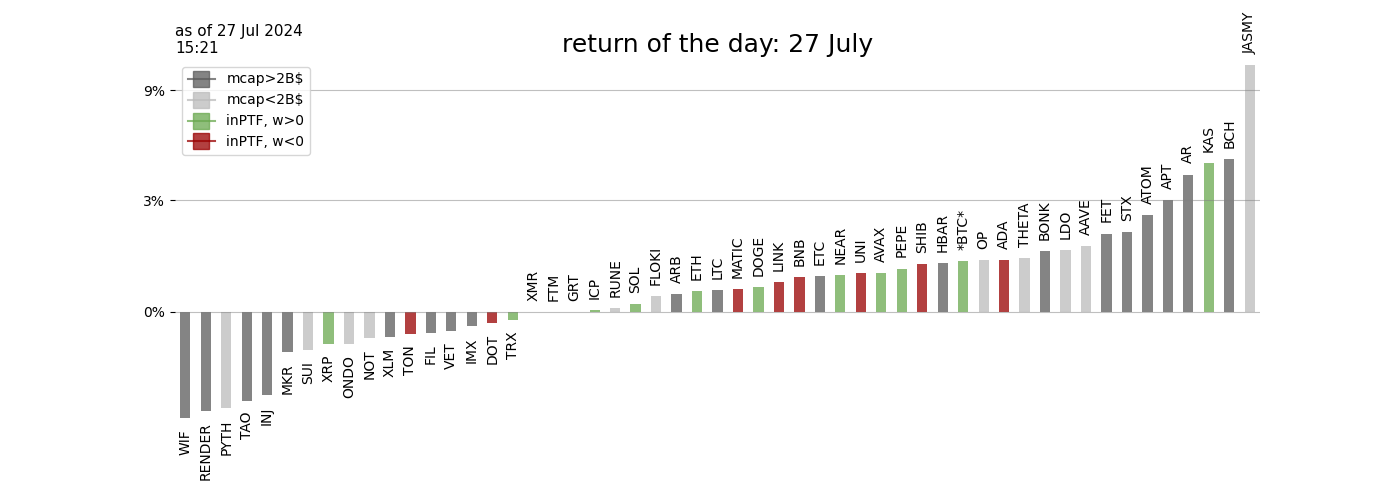 as of 27 Jul 2024
15:21
return of the day: 27 July
mcap>2B$
mcap<2B$
inPTF, w>0
inPTF, w<0
9%
3%
0%
WIF
RENDER
PYTH
TAO
INJ
MKR
SUI
XRP
ONDO
NOT
XLM
TON
FIL
VET
IMX
DOT
TRX
XMR
FTM
GRT
ICP
RUNE
SOL
FLOKI
ARB
ETH
LTC
MATIC
DOGE
LINK
BNB
ETC
NEAR
UNI
AVAX
PEPE
SHIB
HBAR
*BTC*
OP
ADA
THETA
BONK
LDO
AAVE
FET
STX
ATOM
APT
AR
KAS
BCH
JASMY